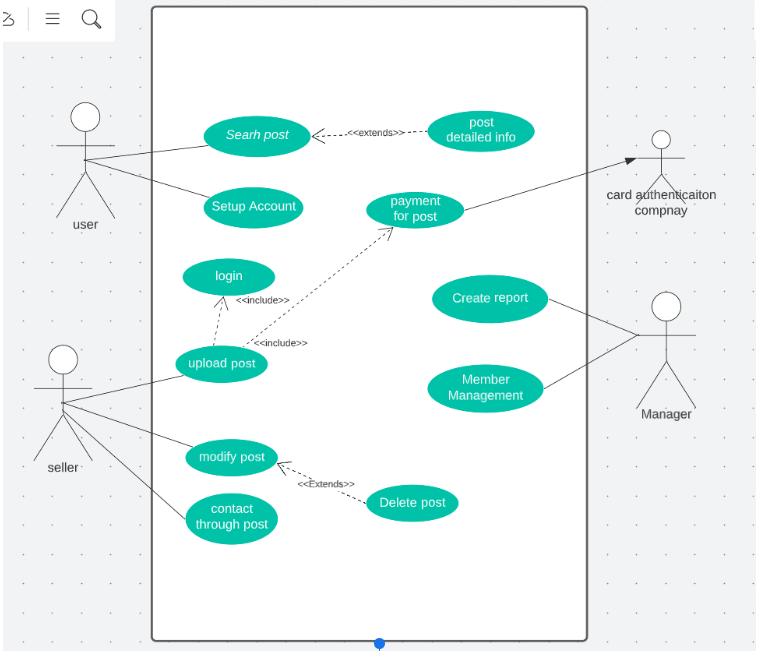 Searh post
<<extends>>
post
detailed info
card authenticaiton
compnay
user
Setup Account
payment
for post
login
<<include>>
Create report
<<include>>
upload post
Member
Management
Manager
seller
modify post
<<Extends>>
Delete post
contact
through post